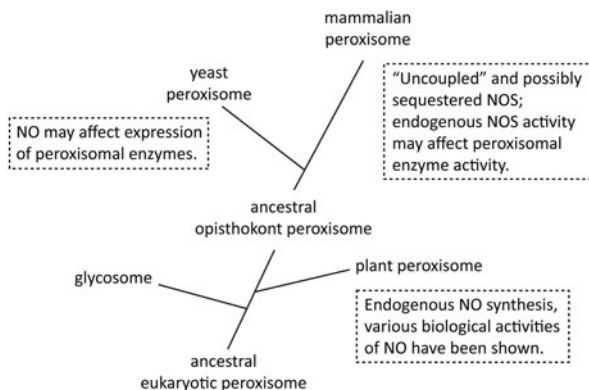 mammalian
peroxisome
yeast
peroxisome
“Uncoupled” and possibly
sequestered NOS;
endogenous NOS activity
may affect peroxisomal
enzyme activity.
NO may affect expression
of peroxisomal enzymes.
ancestral
opisthokont peroxisome
glycosome
plant peroxisome
Endogenous NO synthesis,
various biological activities
of NO have been shown.
ancestral
eukaryotic peroxisome